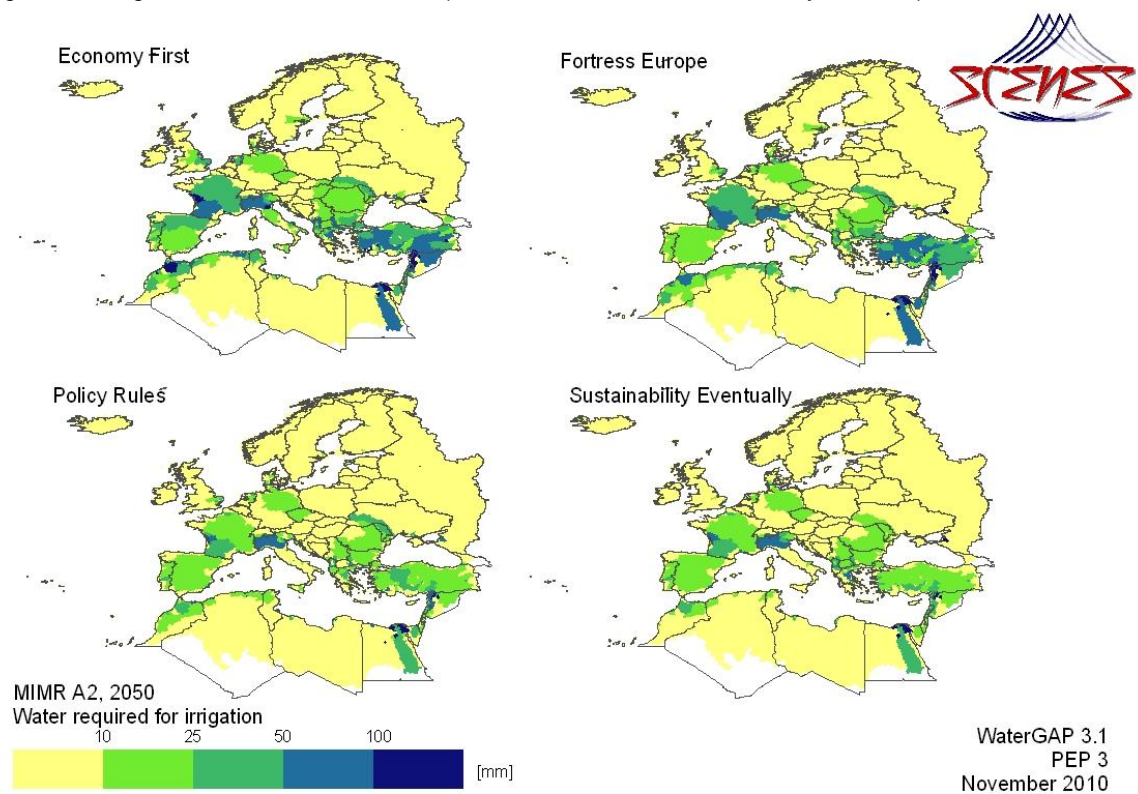 Economy First
Fortress Europe
SCENES
Policy Rules
Sustainability Eventually
MIMR A2, 2050
Water required for irrigation
10 25 50 100
[mm]
WaterGAP 3.1
PEP 3
November 2010